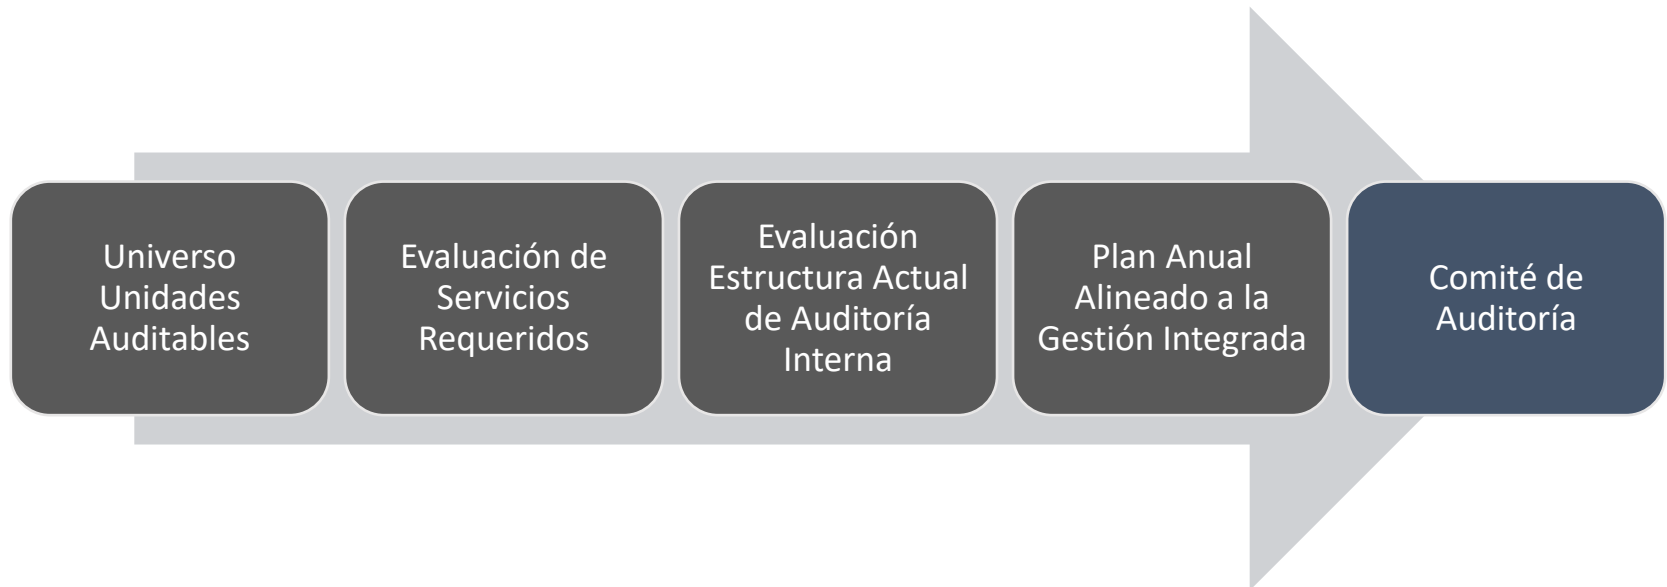 Universo
Unidades
Auditables
Evaluación de
Servicios
Requeridos
Evaluación
Estructura Actual
de Auditoría
Interna
Plan Anual
Alineado a la
Gestión Integrada
Comité de
Auditoría